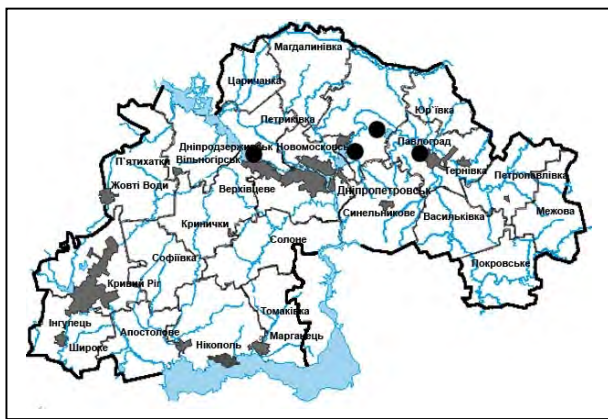 Магдалинівка
Царичанка
Юр'ївка
Петриківка
Дніпродзержинськ
Новомосковськ
Павлоград
Вільногірськ
П'ятихатки
Тернівка
Петропавлівка
Жовті Води
Верхівцеве
Дніпропетровськ
Синельникове
Васильківка
Межова
Кринички
Солоне
Софіївка
Покровське
Кривий Ріг
Томаківка
Інгулець
Апостолове
Марганець
Широке
Нікополь